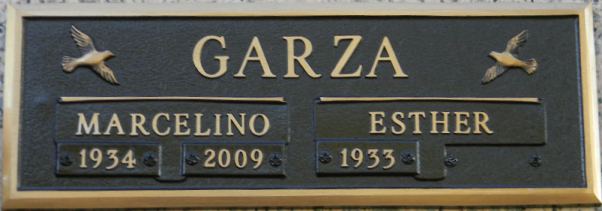 GARZA
MARCELINO
1934 2009
ESTHER
1933